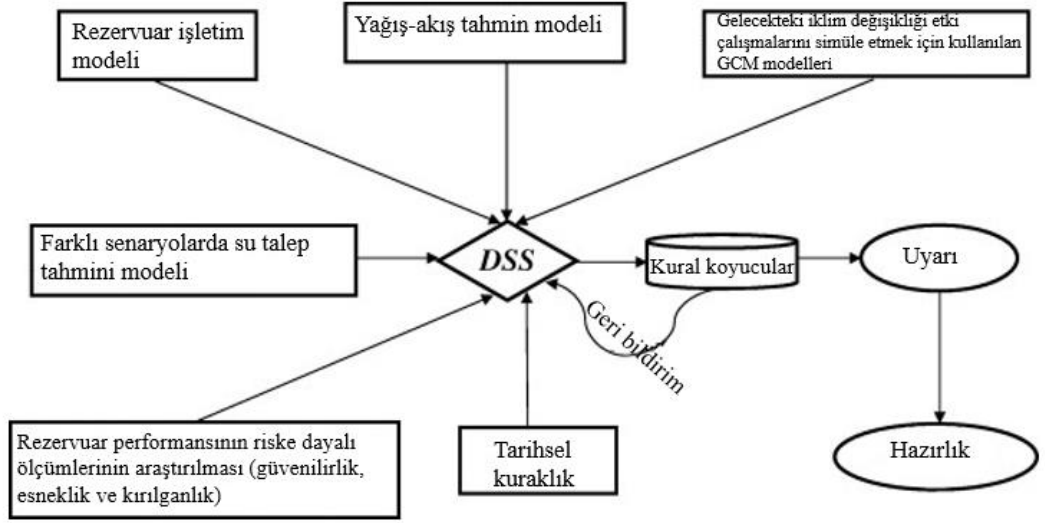 Rezervuar işletim
modeli
Yağış-akış tahmin modeli
Gelecekteki iklim değişikliği etki
çalışmalarını simüle etmek için kullanılan
GCM modelleri
Farklı senaryolarda su talep
tahmini modeli
DSS
Kural koyucular
Uyarı
Geri bildirim
Rezervuar performansının riske dayalı
ölçümlerinin araştırılması (güvenilirlik,
esneklik ve kırılganlık)
Tarihsel
kuraklık
Hazırlık